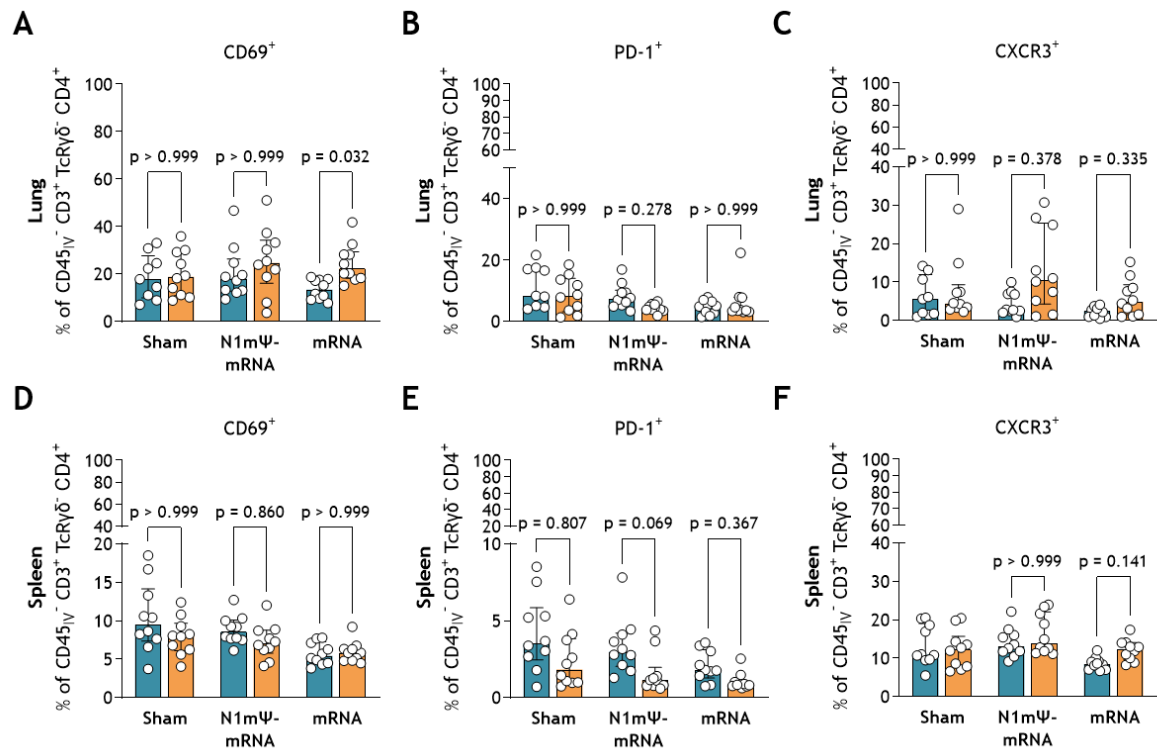 A
CD69⁺
Lung
% of CD45IV⁻ CD3⁺ TcRγδ⁻ CD4⁺
100
80
60
40
20
0
p > 0.999
p > 0.999
p = 0.032
Sham
N1mΨ-
mRNA
mRNA
B
PD-1⁺
% of CD45IV⁻ CD3⁺ TcRγδ⁻ CD4⁺
100
90
80
70
60
40
20
0
p > 0.999
p = 0.278
p > 0.999
Sham
N1mΨ-
mRNA
mRNA
C
CXCR3⁺
Lung
% of CD45IV⁻ CD3⁺ TcRγδ⁻ CD4⁺
100
80
60
40
40
30
20
10
0
p > 0.999
p = 0.378
p = 0.335
Sham
N1mΨ-
mRNA
mRNA
D
CD69⁺
Spleen
% of CD45IV⁻ CD3⁺ TcRγδ⁻ CD4⁺
100
80
60
40
20
15
10
5
0
p > 0.999
p = 0.860
p > 0.999
Sham
N1mΨ-
mRNA
mRNA
E
PD-1⁺
Spleen
% of CD45IV⁻ CD3⁺ TcRγδ⁻ CD4⁺
100
80
60
40
20
10
5
0
p = 0.807
p = 0.069
p = 0.367
Sham
N1mΨ-
mRNA
mRNA
F
CXCR3⁺
Spleen
% of CD45IV⁻ CD3⁺ TcRγδ⁻ CD4⁺
100
90
80
70
60
40
30
20
10
0
p > 0.999
p = 0.141
Sham
N1mΨ-
mRNA
mRNA